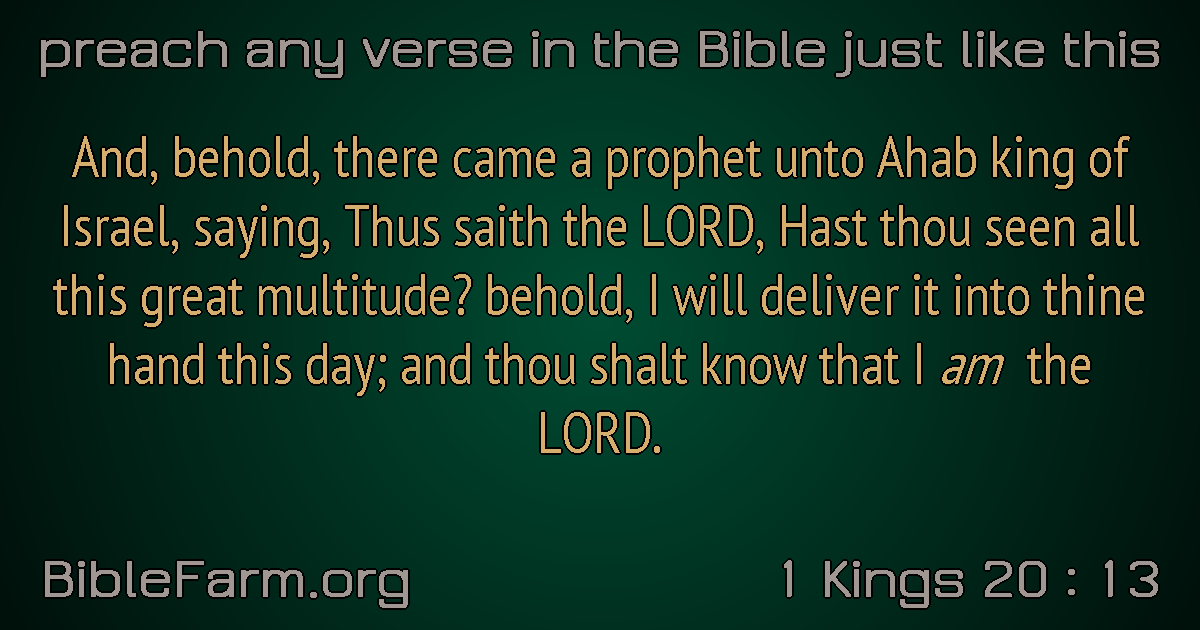 preach any verse in the Bible just like this
And, behold, there came a prophet unto Ahab king of
Israel, saying, Thus saith the LORD, Hast thou seen all
this great multitude? behold, I will deliver it into thine
hand this day; and thou shalt know that I am the
LORD.
BibleFarm.org
1 Kings 20 : 13